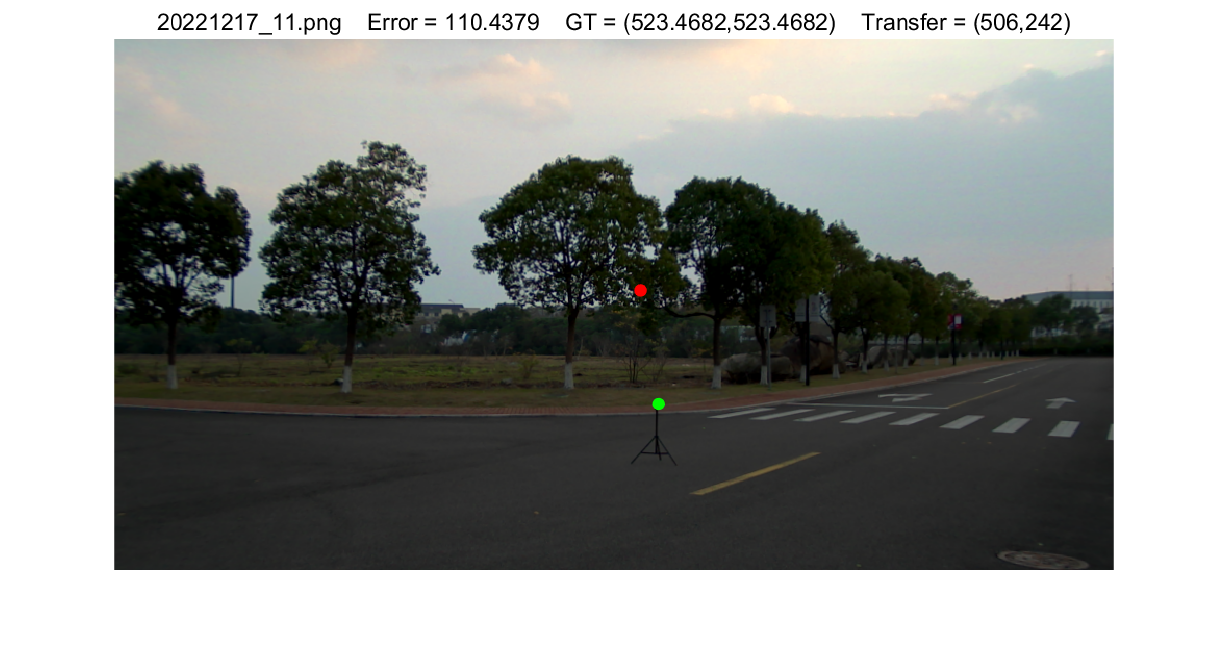 20221217_11.png Error = 110.4379 GT = (523.4682,523.4682) Transfer = (506,242)